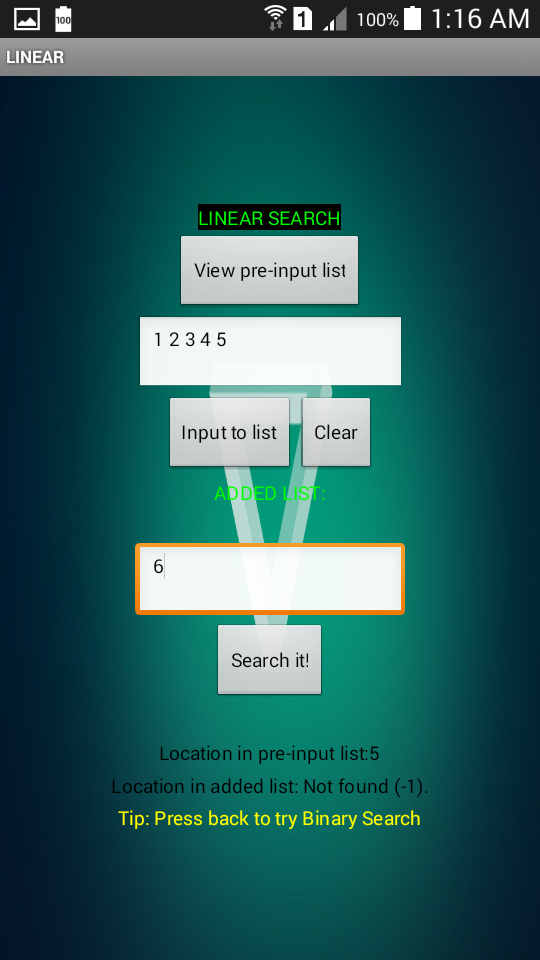 100
1
100%
1:16 AM
LINEAR
LINEAR SEARCH
View pre-input list
1 2 3 4 5
Input to list
Clear
ADDED LIST:
6
Search it!
Location in pre-input list:5
Location in added list: Not found (-1).
Tip: Press back to try Binary Search